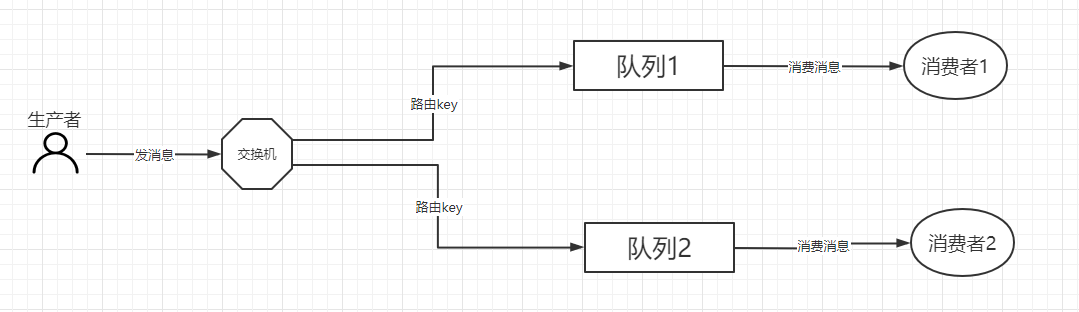 生产者
发消息
交换机
路由key
队列1
消费消息
消费者1
路由key
队列2
消费消息
消费者2